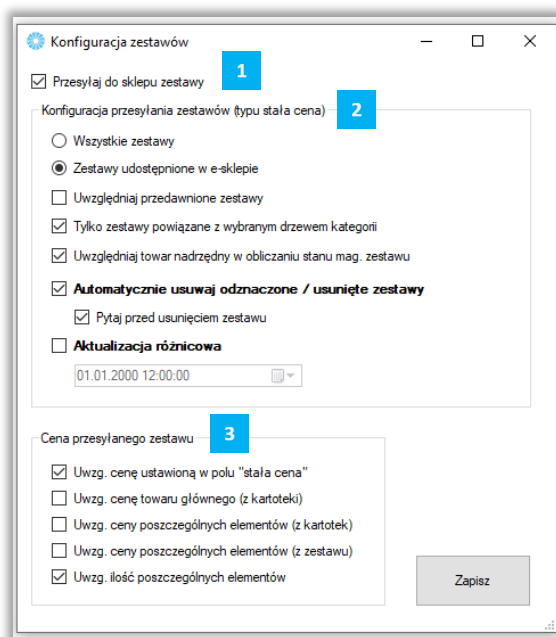 Konfiguracja zestawów
1
Przesyłaj do sklepu zestawy
Konfiguracja przesyłania zestawów (typu stała cena)
2
Wszystkie zestawy
Zestawy udostępnione w e-sklepie
Uwzględniaj przedawnione zestawy
Tylko zestawy powiązane z wybranym drzewem kategorii
Uwzględniaj towar nadrzędny w obliczaniu stanu mag. zestawu
Automatycznie usuwaj odznaczone / usunięte zestawy
Pytaj przed usunięciem zestawu
Aktualizacja różnicowa
01.01.2000 12:00:00
Cena przesyłanego zestawu
3
Uwzg. cenę ustawioną w polu "stała cena"
Uwzg. cenę towaru głównego (z kartoteki)
Uwzg. ceny poszczególnych elementów (z kartotek)
Uwzg. ceny poszczególnych elementów (z zestawu)
Uwzg. ilość poszczególnych elementów
Zapisz